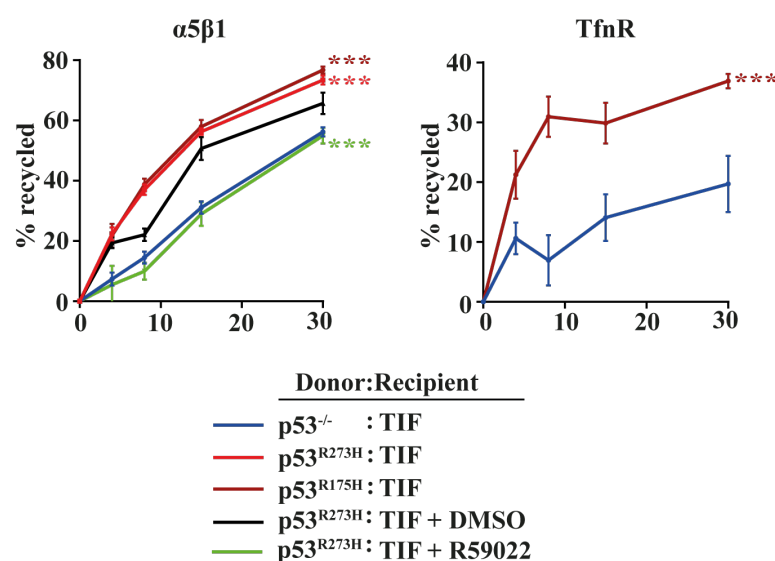 α5β1 TfnR
80 *** 40 ***
***
60 30
***
40 20
20 10
0 0
0 10 20 30 0 10 20 30
% recycled % recycled
Donor:Recipient
p53-/- : TIF
p53R273H : TIF
p53R175H : TIF
p53R273H : TIF + DMSO
p53R273H : TIF + R59022